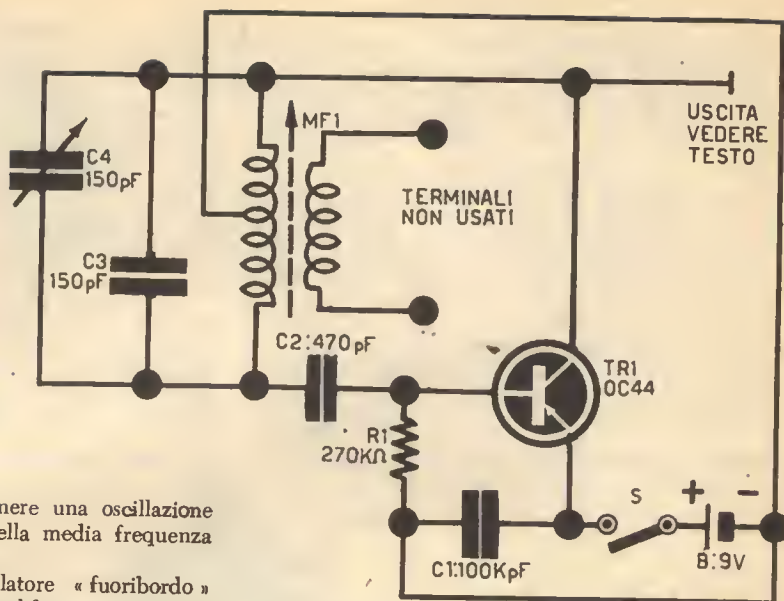 C4
150pF
C3
150pF
MF1
TERMINALI
NON USATI
USCITA
VEDERE
TESTO
C2:470pF
R1
270KΩ
TR1
OC44
C1:100KpF
S
+
-
B:9V
nere una oscillazione
ella media frequenza
latore « fuoribordo »